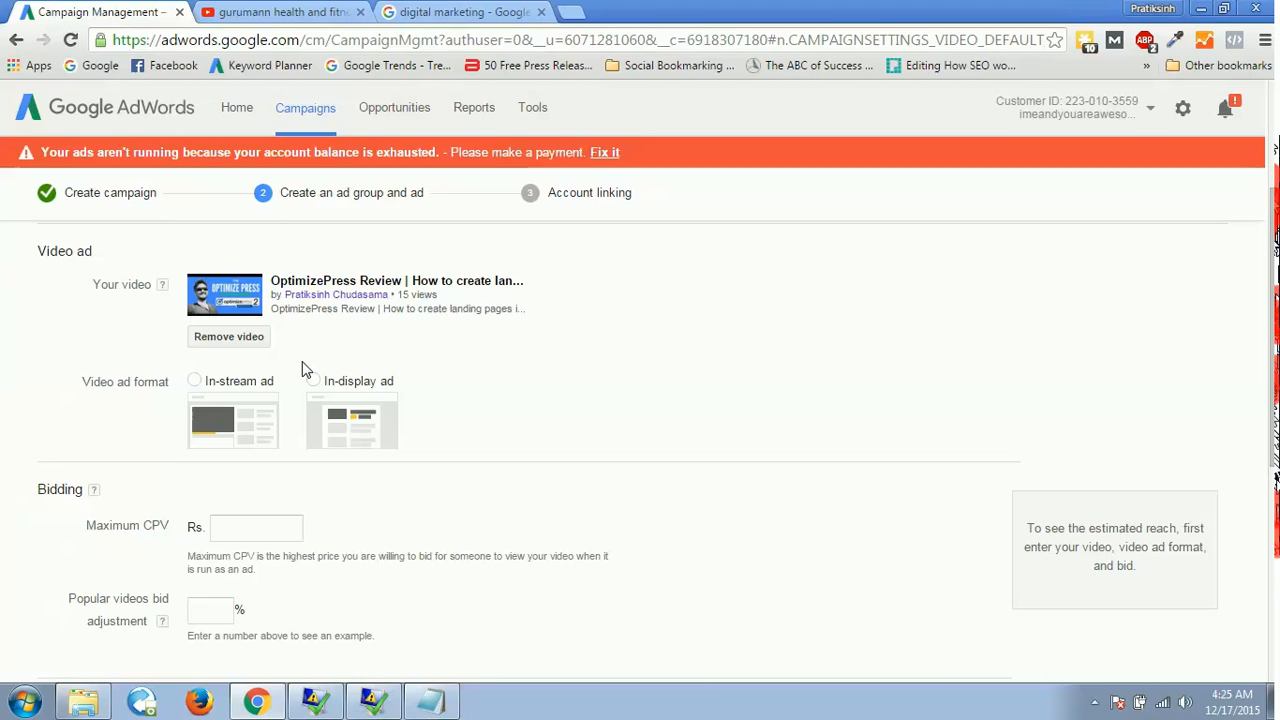 Campaign Management –
gurumann health and fitne
digital marketing - Google
Pratiksinh
https://adwords.google.com/cm/CampaignMgmt?authuser=0&__u=6071281060&__c=6918307180#n.CAMPAIGNSETTINGS_VIDEO_DEFAULT
10
2
Apps
Google
Facebook
Keyword Planner
Google Trends - Tre...
50 Free Press Releas...
Social Bookmarking ...
The ABC of Success ...
Editing How SEO wo...
»
Other bookmarks
Google AdWords
Home
Campaigns
Opportunities
Reports
Tools
Customer ID: 223-010-3559
imeandyouareaweso...
Your ads aren't running because your account balance is exhausted. - Please make a payment. Fix it
Create campaign
2 Create an ad group and ad
3 Account linking
Video ad
Your video ?
OPTIMIZE PRESS
OptimizePress Review | How to create lan...
by Pratiksinh Chudasama • 15 views
OptimizePress Review | How to create landing pages i...
Remove video
Video ad format
In-stream ad
In-display ad
Bidding ?
Maximum CPV
Rs.
Maximum CPV is the highest price you are willing to bid for someone to view your video when it
is run as an ad.
To see the estimated reach, first
enter your video, video ad format,
and bid.
Popular videos bid
adjustment ?
%
Enter a number above to see an example.
4:25 AM
12/17/2015